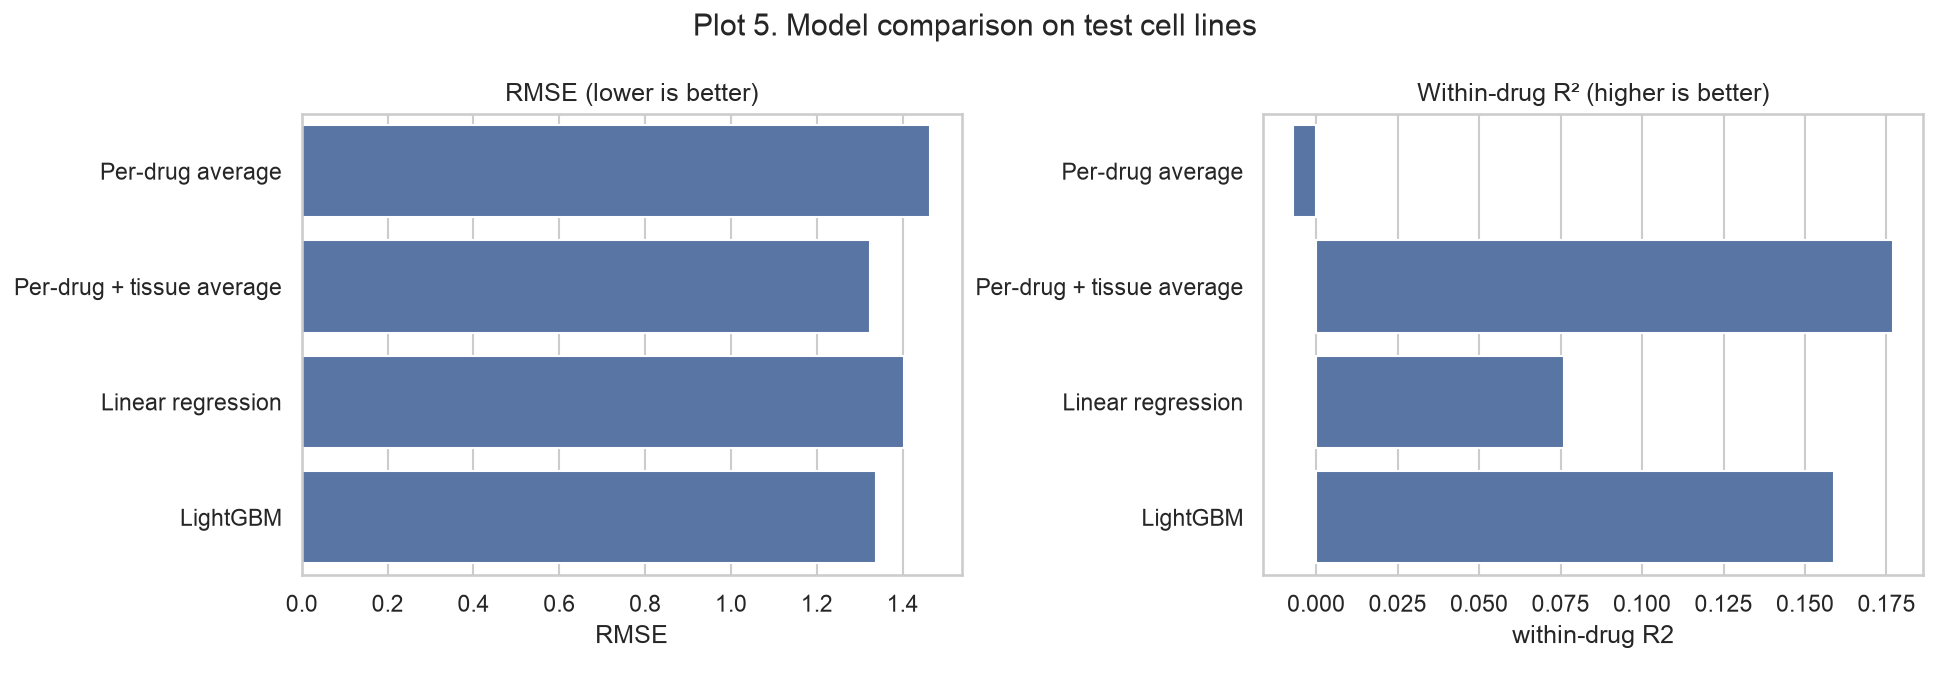 Plot 5. Model comparison on test cell lines
RMSE (lower is better)
Per-drug average
Per-drug + tissue average
Linear regression
LightGBM
0.0 0.2 0.4 0.6 0.8 1.0 1.2 1.4
RMSE
Within-drug R² (higher is better)
Per-drug average
Per-drug + tissue average
Linear regression
LightGBM
0.000 0.025 0.050 0.075 0.100 0.125 0.150 0.175
within-drug R2